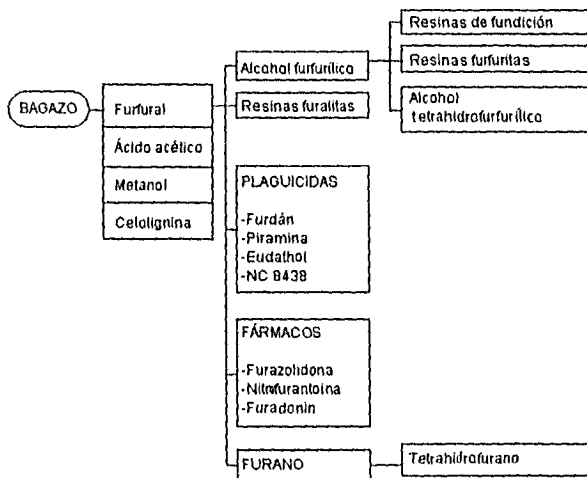 BAGAZO
Furfural
Ácido acético
Metanol
Celolignina
Alcohol furfurílico
Resinas furalitas
PLAGUICIDAS
-Furdán
-Piramina
-Eudathol
-NC 8438
FÁRMACOS
-Furazolidona
-Nitrofurantoina
-Furadonin
FURANO
Resinas de fundición
Resinas furfuritas
Alcohol
tetrahidrofurfurílico
Tetrahidrofurano